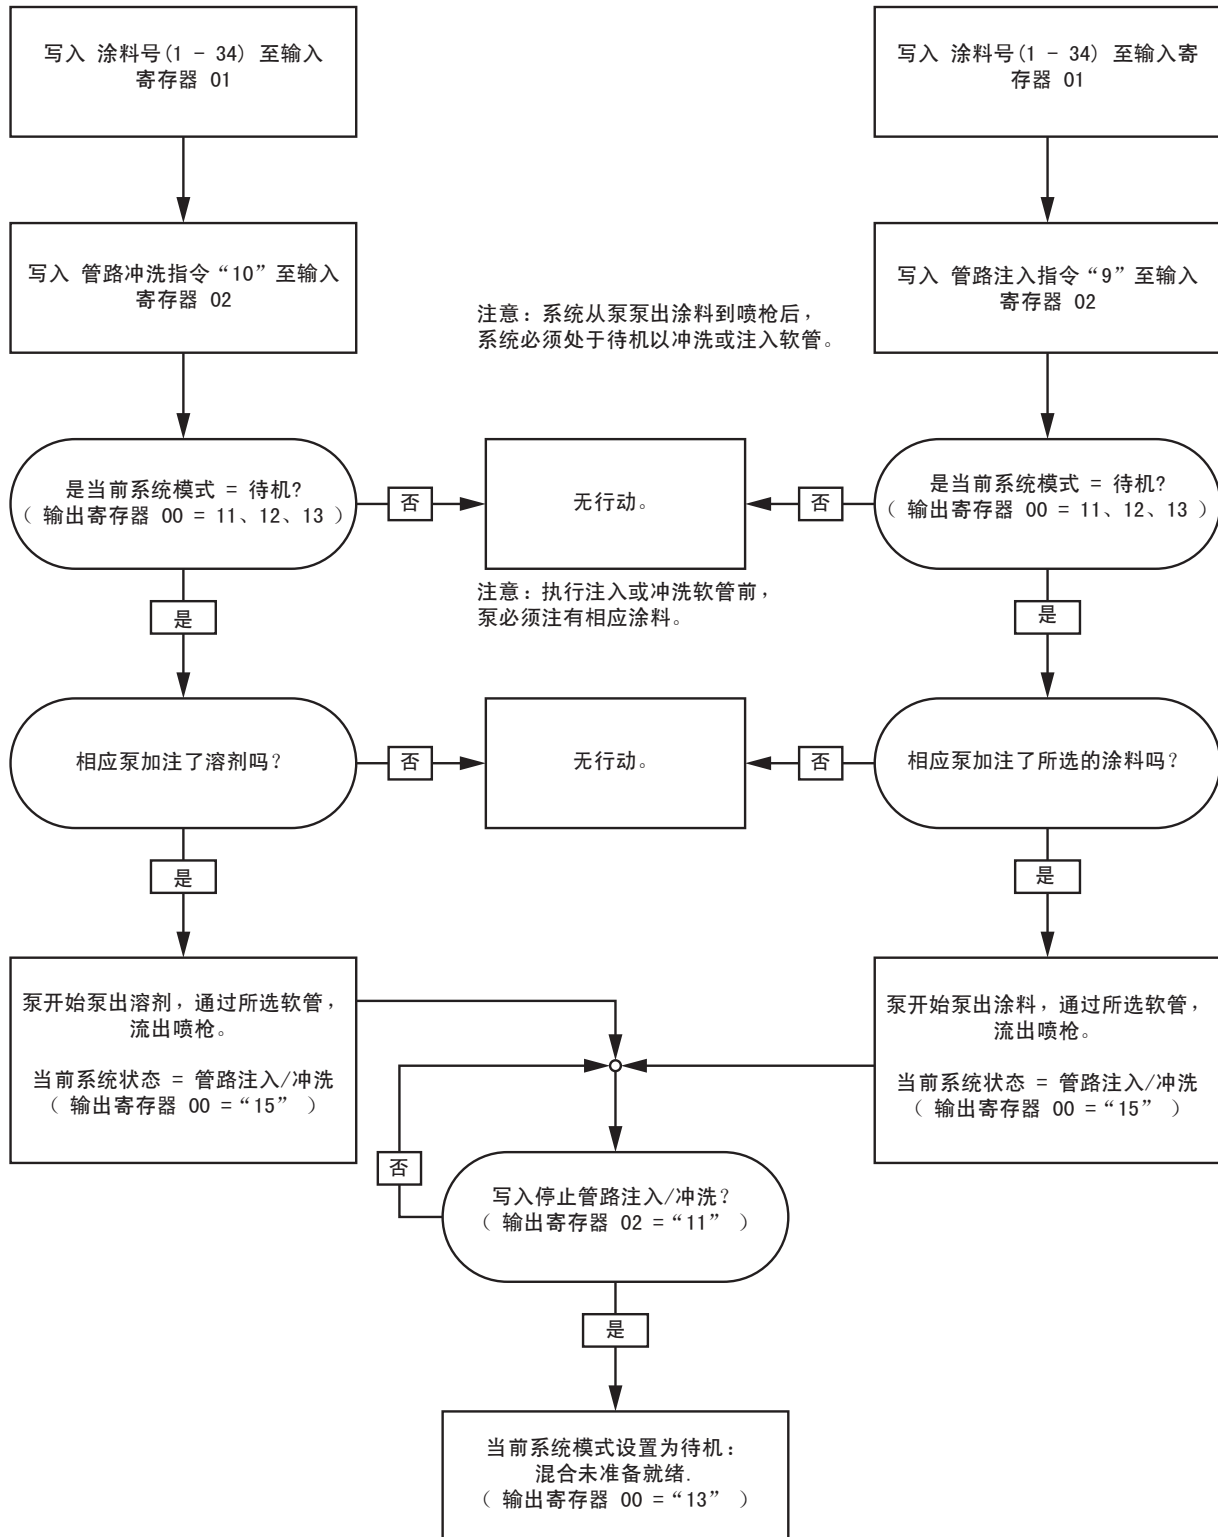 写入 涂料号(1 - 34) 至输入
寄存器 01
写入 涂料号(1 - 34) 至输入寄
存器 01
写入 管路冲洗指令“10”至输入
寄存器 02
注意：系统从泵泵出涂料到喷枪后，
系统必须处于待机以冲洗或注入软管。
写入 管路注入指令“9”至输入
寄存器 02
是当前系统模式 = 待机?
( 输出寄存器 00 = 11、12、13 )
否
无行动。
否
是当前系统模式 = 待机?
( 输出寄存器 00 = 11、12、13 )
注意：执行注入或冲洗软管前，
泵必须注有相应涂料。
是
是
相应泵加注了溶剂吗?
否
无行动。
否
相应泵加注了所选的涂料吗?
是
是
泵开始泵出溶剂，通过所选软管，
流出喷枪。
当前系统状态 = 管路注入/冲洗
( 输出寄存器 00 =“15” )
泵开始泵出涂料，通过所选软管，
流出喷枪。
当前系统状态 = 管路注入/冲洗
( 输出寄存器 00 =“15” )
否
写入停止管路注入/冲洗?
( 输出寄存器 02 =“11” )
是
当前系统模式设置为待机：
混合未准备就绪.
( 输出寄存器 00 =“13” )